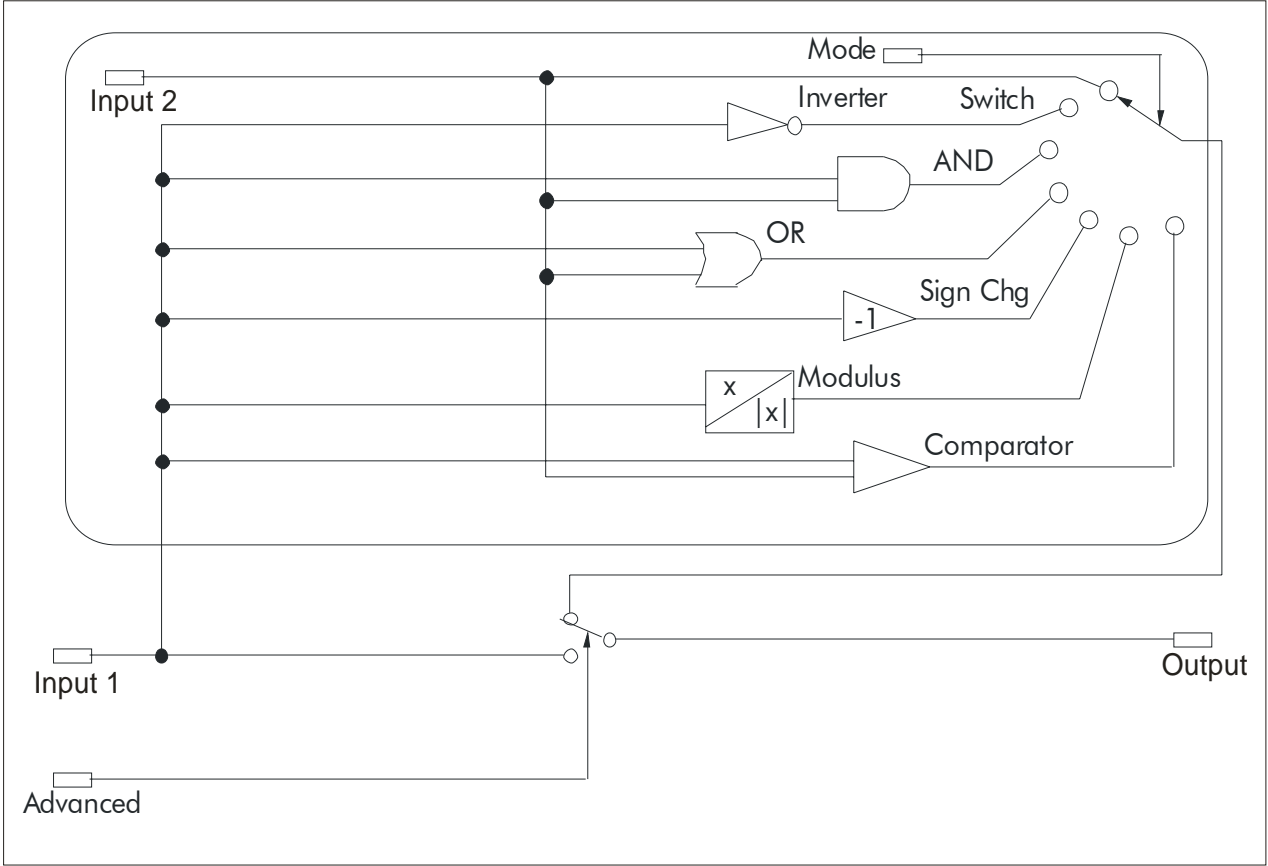 Mode
Input 2
Inverter
Switch
AND
OR
Sign Chg
-1
x
|x|
Modulus
Comparator
Input 1
Output
Advanced